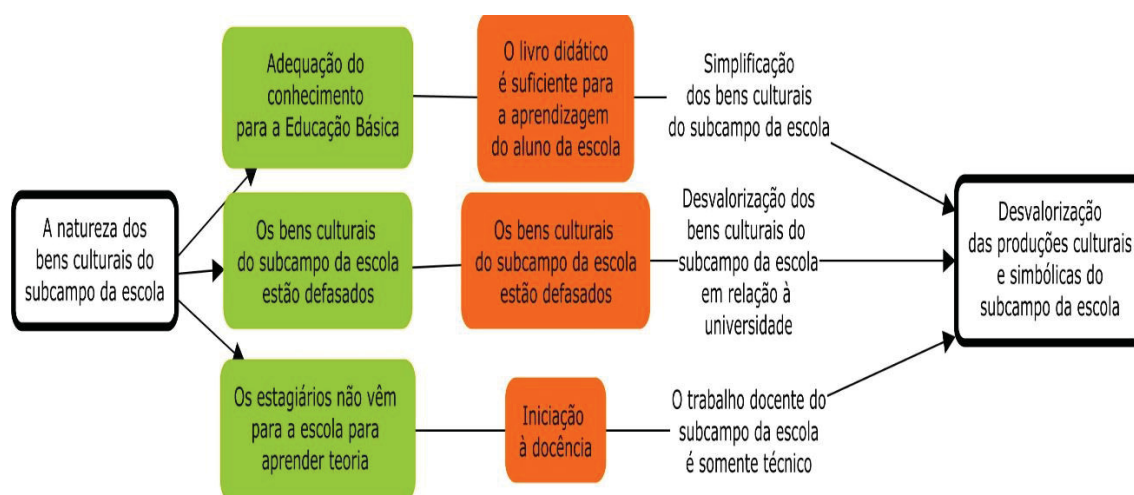 A natureza dos
bens culturais do
subcampo da escola
Adequação do
conhecimento
para a Educação Básica
O livro didático
é suficiente para
a aprendizagem
do aluno da escola
Simplificação
dos bens culturais
do subcampo da escola
Os bens culturais
do subcampo da escola
estão defasados
Os bens culturais
do subcampo da escola
estão defasados
Desvalorização dos
bens culturais do
subcampo da escola
em relação à
universidade
Os estagiários não vêm
para a escola para
aprender teoria
Iniciação
à docência
O trabalho docente do
subcampo da escola
é somente técnico
Desvalorização
das produções culturais
e simbólicas do
subcampo da escola